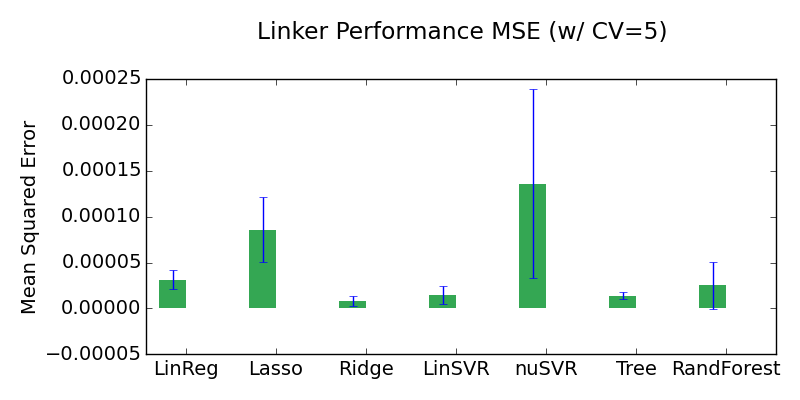 Linker Performance MSE (w/ CV=5)
Mean Squared Error
0.00025
0.00020
0.00015
0.00010
0.00005
0.00000
−0.00005
LinReg Lasso Ridge LinSVR nuSVR Tree RandForest